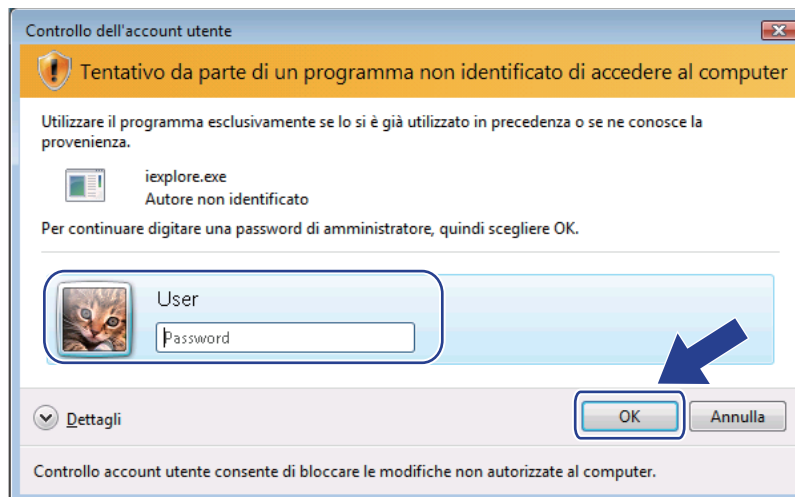 Controllo dell'account utente
Tentativo da parte di un programma non identificato di accedere al computer
Utilizzare il programma esclusivamente se lo si è già utilizzato in precedenza o se ne conosce la
provenienza.
iexplore.exe
Autore non identificato
Per continuare digitare una password di amministratore, quindi scegliere OK.
User
Password
Dettagli
OK
Annulla
Controllo account utente consente di bloccare le modifiche non autorizzate al computer.